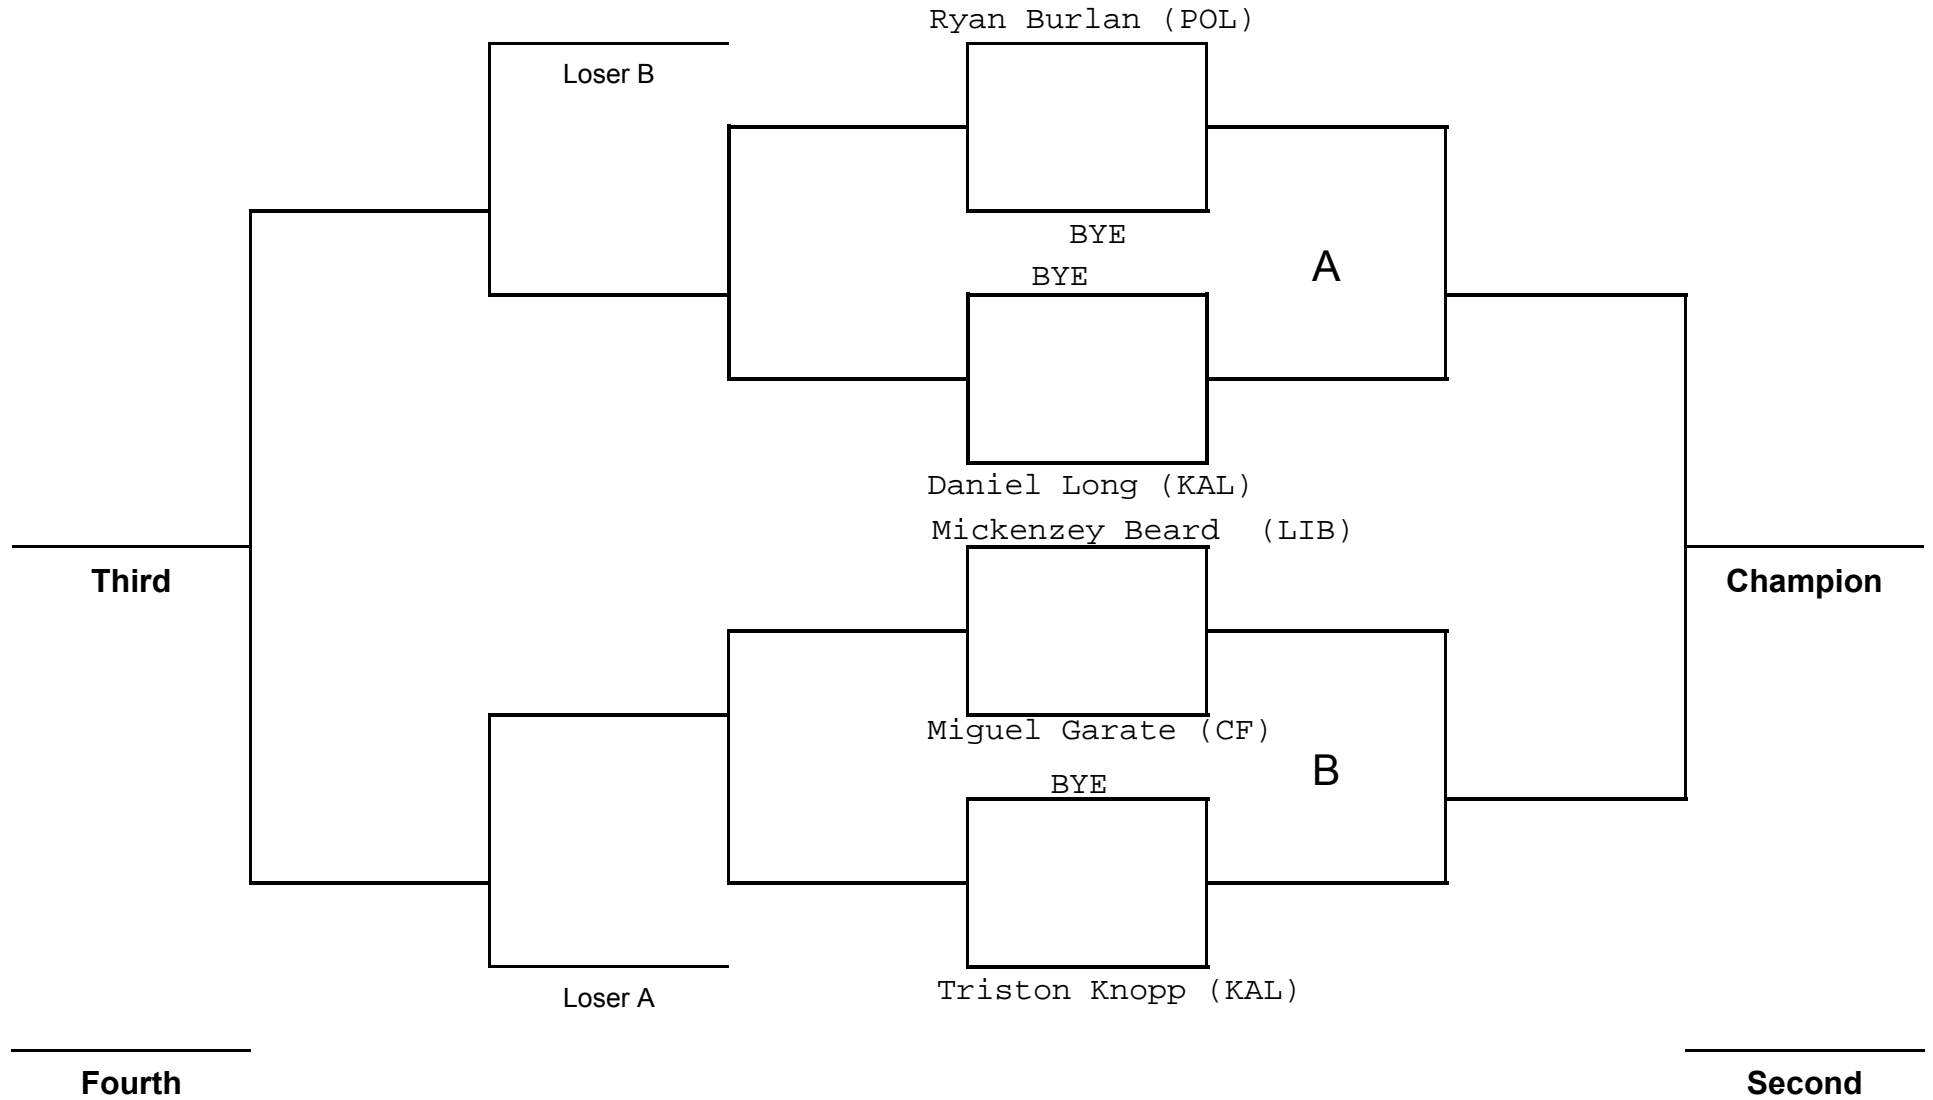 Ryan Burlan (POL)
Loser B
BYE
A
BYE
Daniel Long (KAL)
Mickenzey Beard  (LIB)
Third
Champion
Miguel Garate (CF)
B
BYE
Triston Knopp (KAL)
Loser A
Fourth
Second